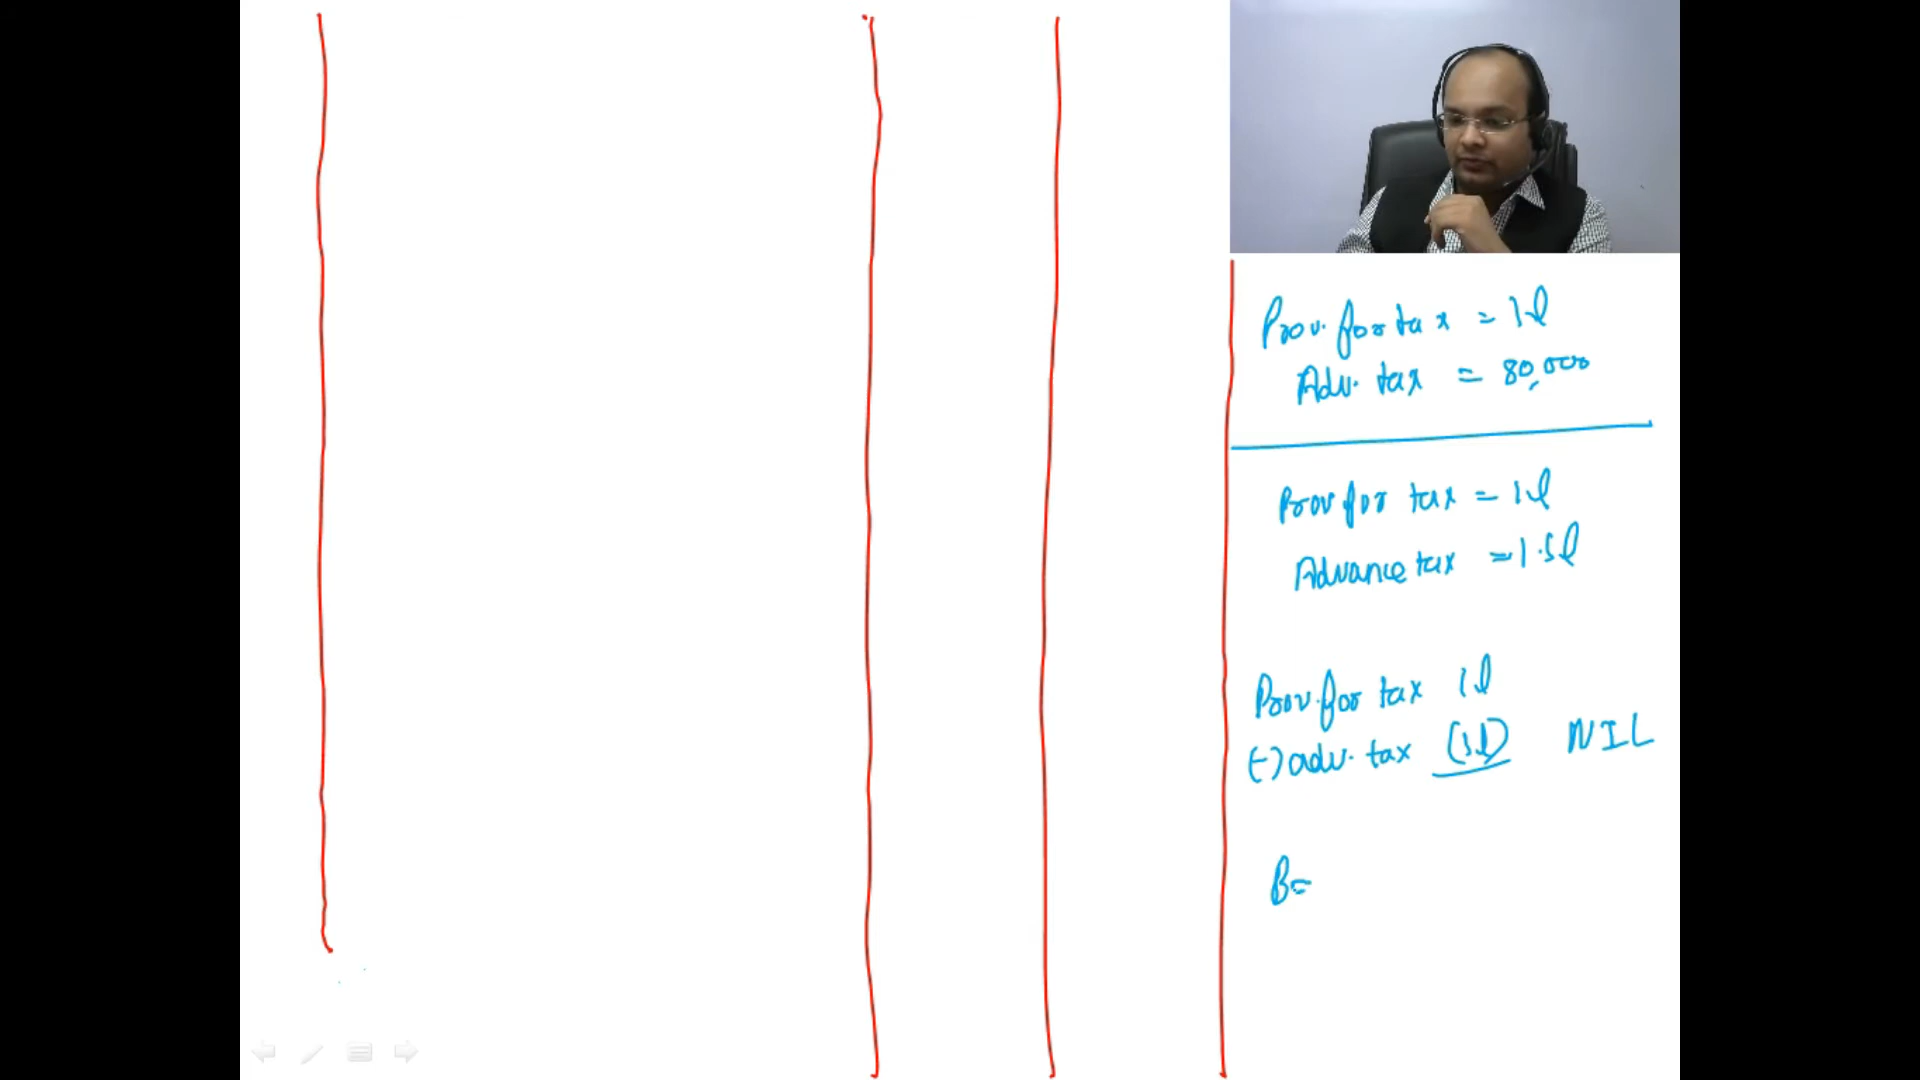 Prov. for tax = 1l
Adv. tax = 80,000
Prov for tax = 1l
Advance tax = 1.5l
Prov. for tax 1l
(-) adv. tax (1l) NIL
B=